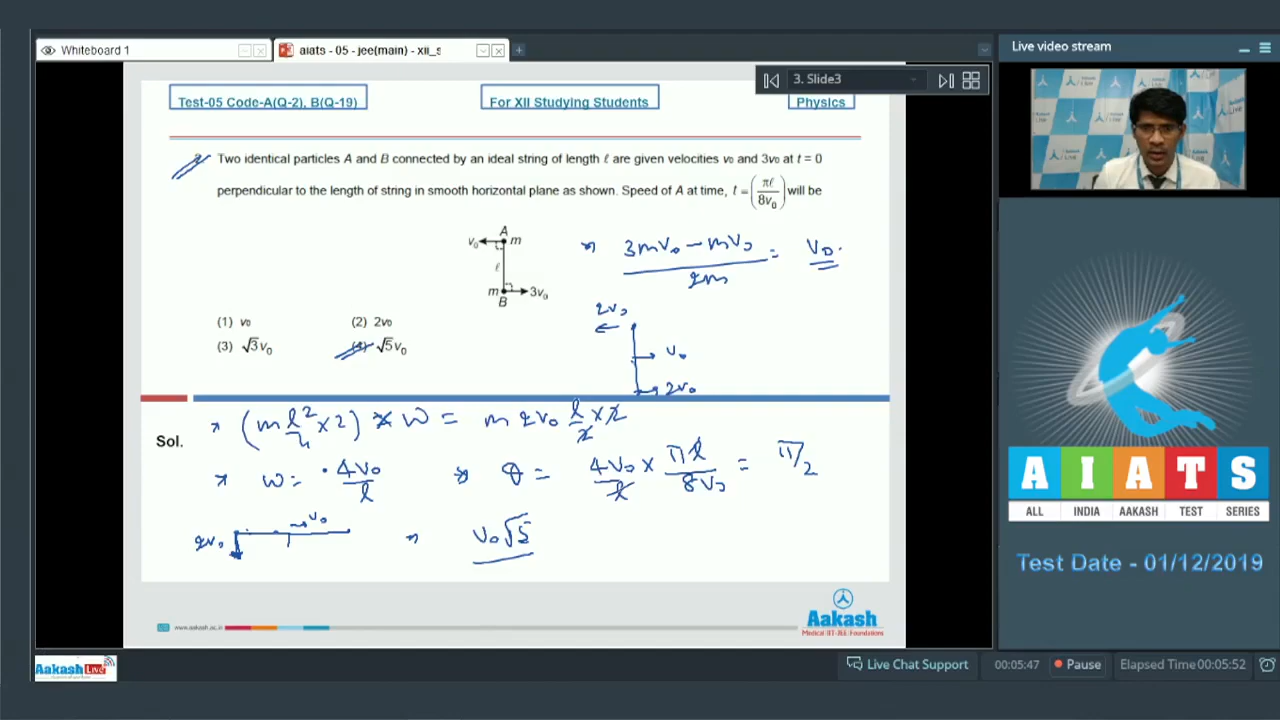 Whiteboard 1
aiats - 05 - jee(main) - xii_s
Live video stream
3. Slide3
Test-05 Code-A(Q-2), B(Q-19)
For XII Studying Students
Physics
Two identical particles A and B connected by an ideal string of length ℓ are given velocities v0 and 3v0 at t = 0
perpendicular to the length of string in smooth horizontal plane as shown. Speed of A at time, t = (πℓ/8v₀) will be
A
v₀ m
ℓ
m 3v₀
B
3mv₀ - mv₀ / 2m = v₀.
2v₀
v₀
2v₀
(1) v0 (2) 2v0
(3) √3v₀ (4) √5v₀
Sol.
(m ℓ²/4 × 2) × ω = m 2v₀ ℓ/2 × 2
ω = 4v₀/ℓ θ = 4v₀/ℓ × πℓ/8v₀ = π/2
2v₀ v₀ v₀√5
www.aakash.ac.in
Aakash
Medical|IIT-JEE|Foundations
AIATS
ALL INDIA AAKASH TEST SERIES
Test Date - 01/12/2019
Aakash Live
Live Chat Support
00:05:47
Pause
Elapsed Time 00:05:52